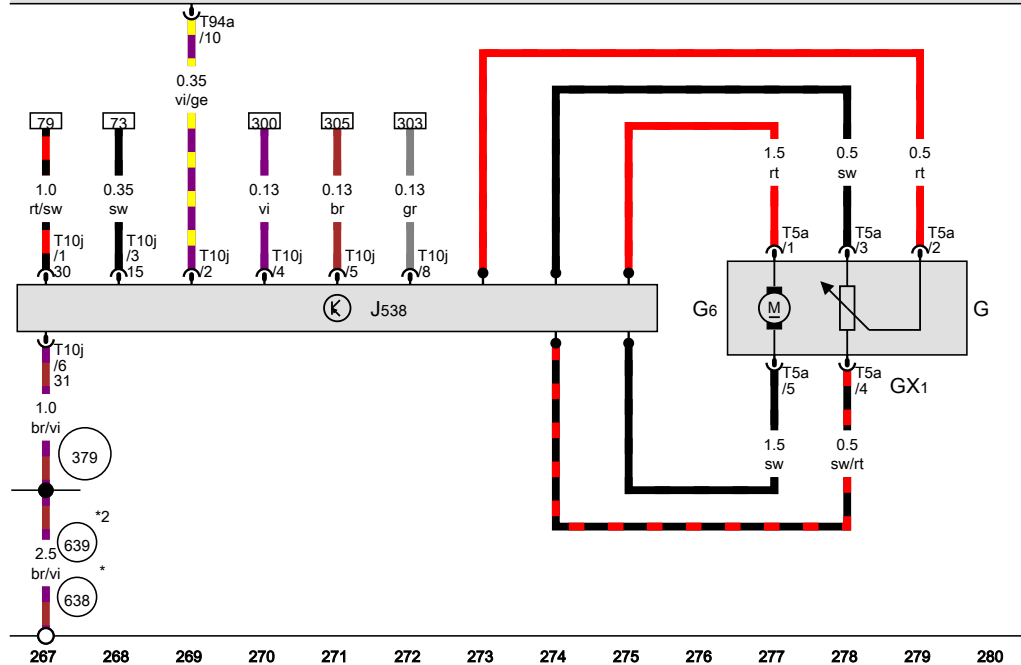 T94a
/10
0.35
vi/ge
79
73
300
305
303
1.0
rt/sw
0.35
sw
0.13
vi
0.13
br
0.13
gr
1.5
rt
0.5
sw
0.5
rt
T10j
/1
30
T10j
/3
15
T10j
/2
T10j
/4
T10j
/5
T10j
/8
T5a
/1
T5a
/3
T5a
/2
J538
G6
M
G
T10j
/6
31
T5a
/5
T5a
/4
GX1
1.0
br/vi
379
1.5
sw
0.5
sw/rt
*2
639
2.5
br/vi
*
638
267 268 269 270 271 272 273 274 275 276 277 278 279 280